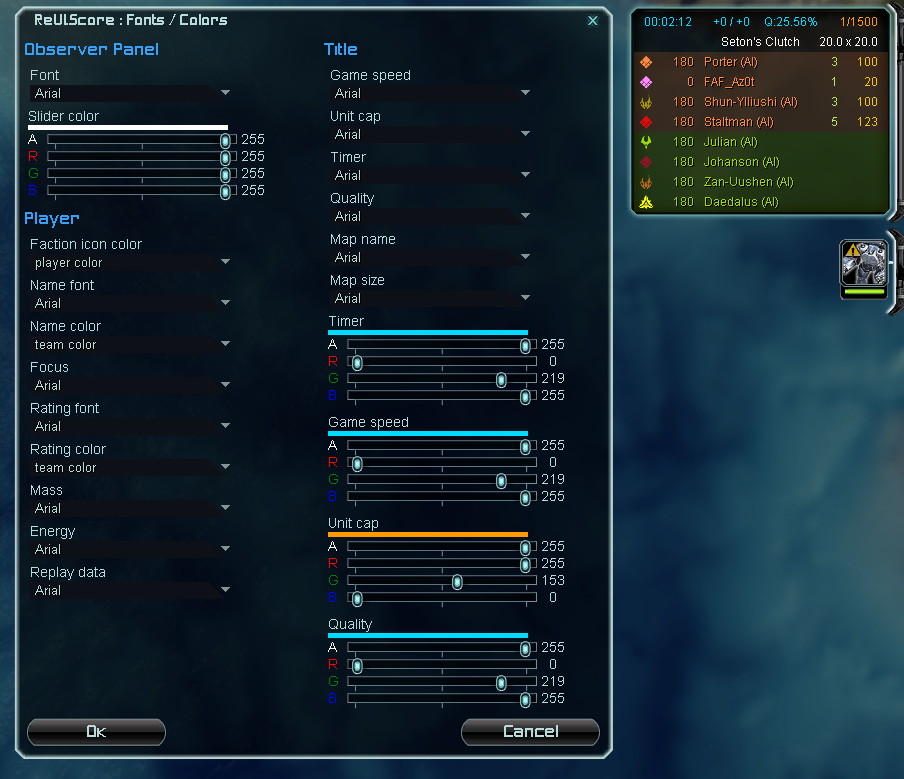 ReUI.Score : Fonts / Colors
Observer Panel
Font
Arial
Slider color
A 255
R 255
G 255
B 255
Player
Faction icon color
player color
Name font
Arial
Name color
team color
Focus
Arial
Rating font
Arial
Rating color
team color
Mass
Arial
Energy
Arial
Replay data
Arial
Ok
Title
Game speed
Arial
Unit cap
Arial
Timer
Arial
Quality
Arial
Map name
Arial
Map size
Arial
Timer
A 255
R 0
G 219
B 255
Game speed
A 255
R 0
G 219
B 255
Unit cap
A 255
R 255
G 153
B 0
Quality
A 255
R 0
G 219
B 255
Cancel
00:02:12 +0 / +0 Q:25.56% 1/1500
Seton's Clutch 20.0 x 20.0
180 Porter (AI) 3 100
0 FAF_Az0t 1 20
180 Shun-Ylliushi (AI) 3 100
180 Staltman (AI) 5 123
180 Julian (AI)
180 Johanson (AI)
180 Zan-Uushen (AI)
180 Daedalus (AI)